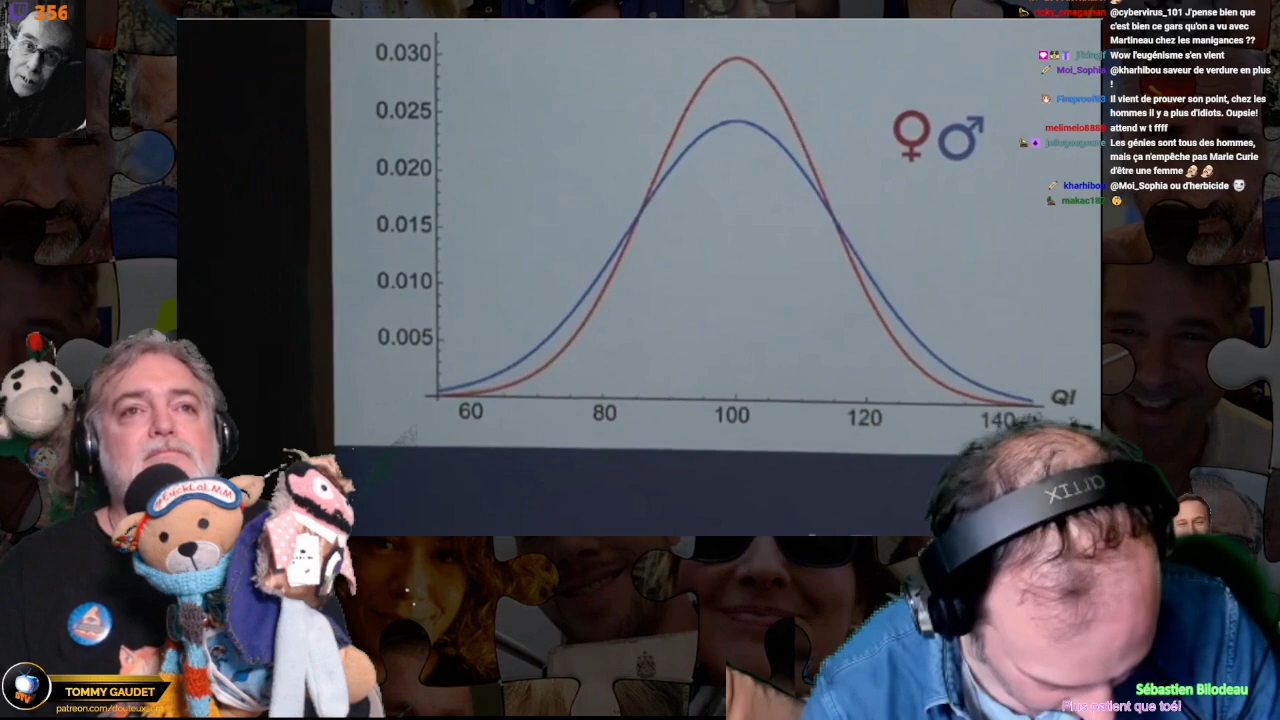 356
@cybervirus_101 J'pense bien que
c'est bien ce gars qu'on a vu avec
Martineau chez les manigances ??
Wow l'eugénisme s'en vient
Moi_Sophia @kharhibou saveur de verdure en plus
!
Il vient de prouver son point, chez les
hommes il y a plus d'idiots. Oupsie!
melimelo8888 attend w t ffff
Les génies sont tous des hommes,
mais ça n'empêche pas Marie Curie
d'être une femme
kharhibou @Moi_Sophia ou d'herbicide
makac187
0.030
0.025
0.020
0.015
0.010
0.005
60
80
100
120
140
QI
♀♂
TOMMY GAUDET
patreon.com/douteux
Sébastien Bilodeau
Plus patient que toé!